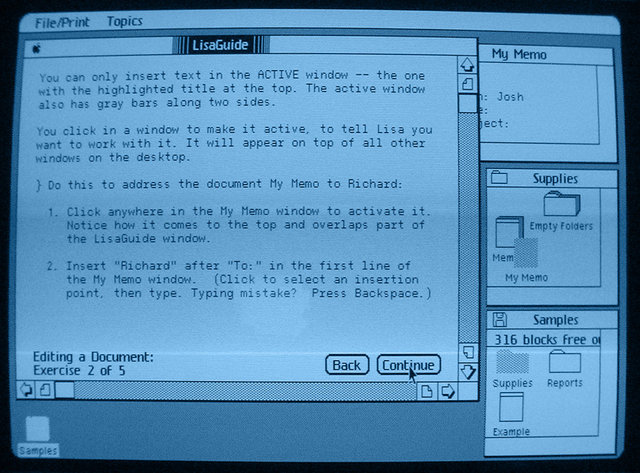 File/Print Topics
LisaGuide
You can only insert text in the ACTIVE window -- the one
with the highlighted title at the top. The active window
also has gray bars along two sides.
You click in a window to make it active, to tell Lisa you
want to work with it. It will appear on top of all other
windows on the desktop.
} Do this to address the document My Memo to Richard:
1. Click anywhere in the My Memo window to activate it.
Notice how it comes to the top and overlaps part of
the LisaGuide window.
2. Insert "Richard" after "To:" in the first line of
the My Memo window. (Click to select an insertion
point, then type. Typing mistake? Press Backspace.)
Editing a Document:
Exercise 2 of 5
Back Continue
My Memo
: Josh
:
ject:
Supplies
Empty Folders
Mem
My Memo
Samples
316 blocks free o
Supplies Reports
Example
Samples